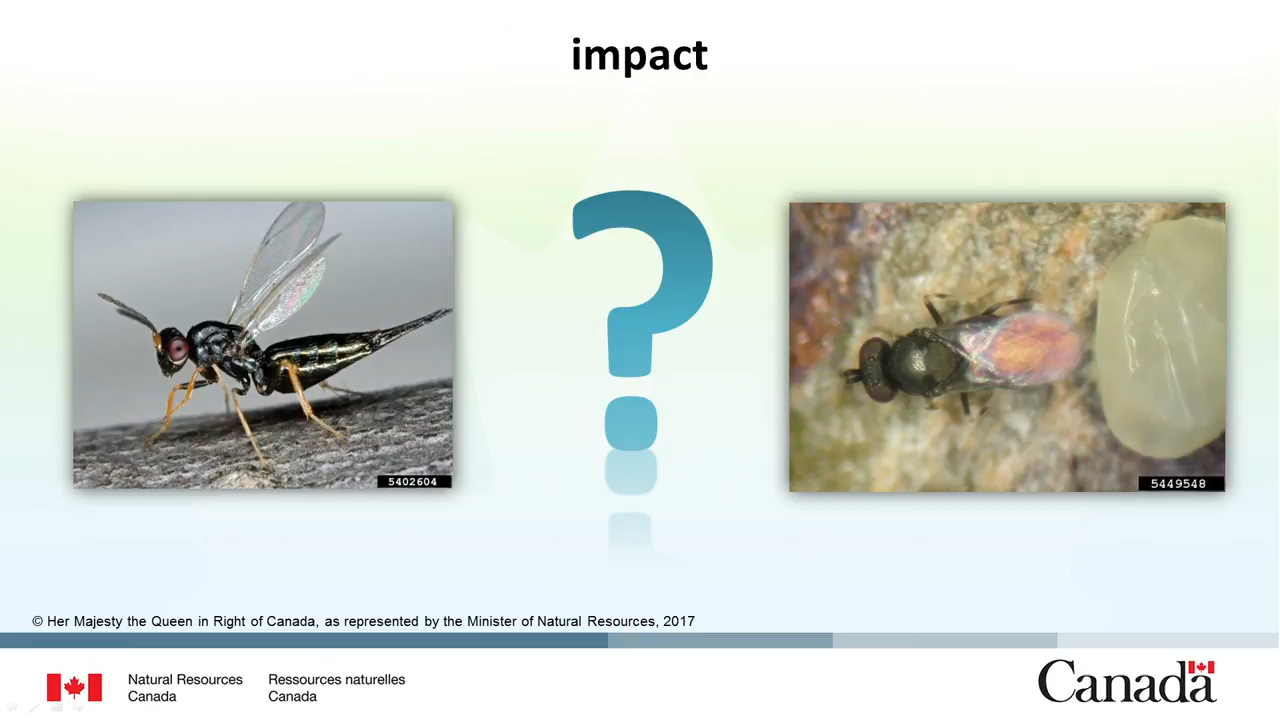 impact
5402604
5449548
© Her Majesty the Queen in Right of Canada, as represented by the Minister of Natural Resources, 2017
Natural Resources
Canada
Ressources naturelles
Canada
Canada